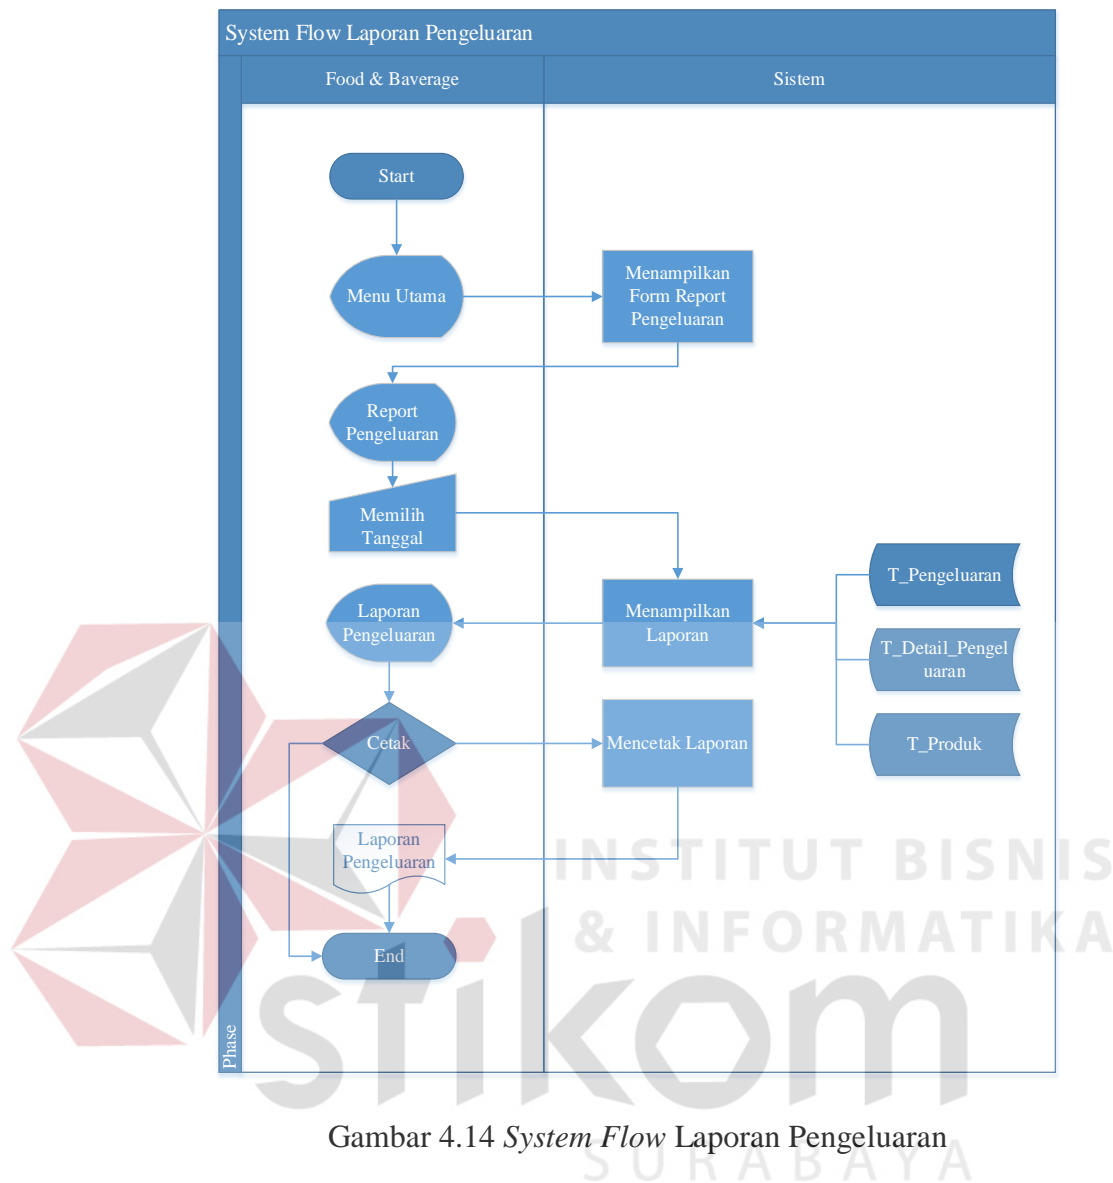 System Flow Laporan Pengeluaran
Food & Baverage
Sistem
Start
Menu Utama
Menampilkan
Form Report
Pengeluaran
Report
Pengeluaran
Memilih
Tanggal
T_Pengeluaran
Laporan
Pengeluaran
Menampilkan
Laporan
T_Detail_Pengel
uaran
Cetak
Mencetak Laporan
T_Produk
Laporan
Pengeluaran
End
Phase
INSTITUT BISNIS
& INFORMATIKA
stikom
SURABAYA
Gambar 4.14 System Flow Laporan Pengeluaran